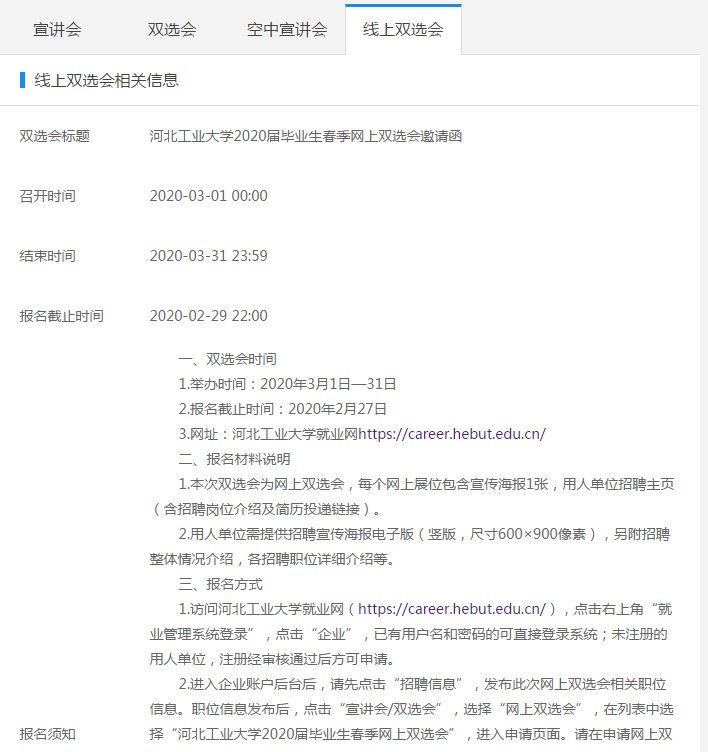 宣讲会 双选会 空中宣讲会 线上双选会
线上双选会相关信息
双选会标题 河北工业大学2020届毕业生春季网上双选会邀请函
召开时间 2020-03-01 00:00
结束时间 2020-03-31 23:59
报名截止时间 2020-02-29 22:00
一、双选会时间
1.举办时间：2020年3月1日—31日
2.报名截止时间：2020年2月27日
3.网址：河北工业大学就业网https://career.hebut.edu.cn/
二、报名材料说明
1.本次双选会为网上双选会，每个网上展位包含宣传海报1张，用人单位招聘主页
（含招聘岗位介绍及简历投递链接）。
2.用人单位需提供招聘宣传海报电子版（竖版，尺寸600×900像素），另附招聘
整体情况介绍，各招聘职位详细介绍等。
三、报名方式
1.访问河北工业大学就业网（https://career.hebut.edu.cn/），点击右上角“就
业管理系统登录”，点击“企业”，已有用户名和密码的可直接登录系统；未注册的
用人单位，注册经审核通过后方可申请。
2.进入企业账户后台后，请先点击“招聘信息”，发布此次网上双选会相关职位
信息。职位信息发布后，点击“宣讲会/双选会”，选择“网上双选会”，在列表中选
报名须知 择“河北工业大学2020届毕业生春季网上双选会”，进入申请页面。请在申请网上双